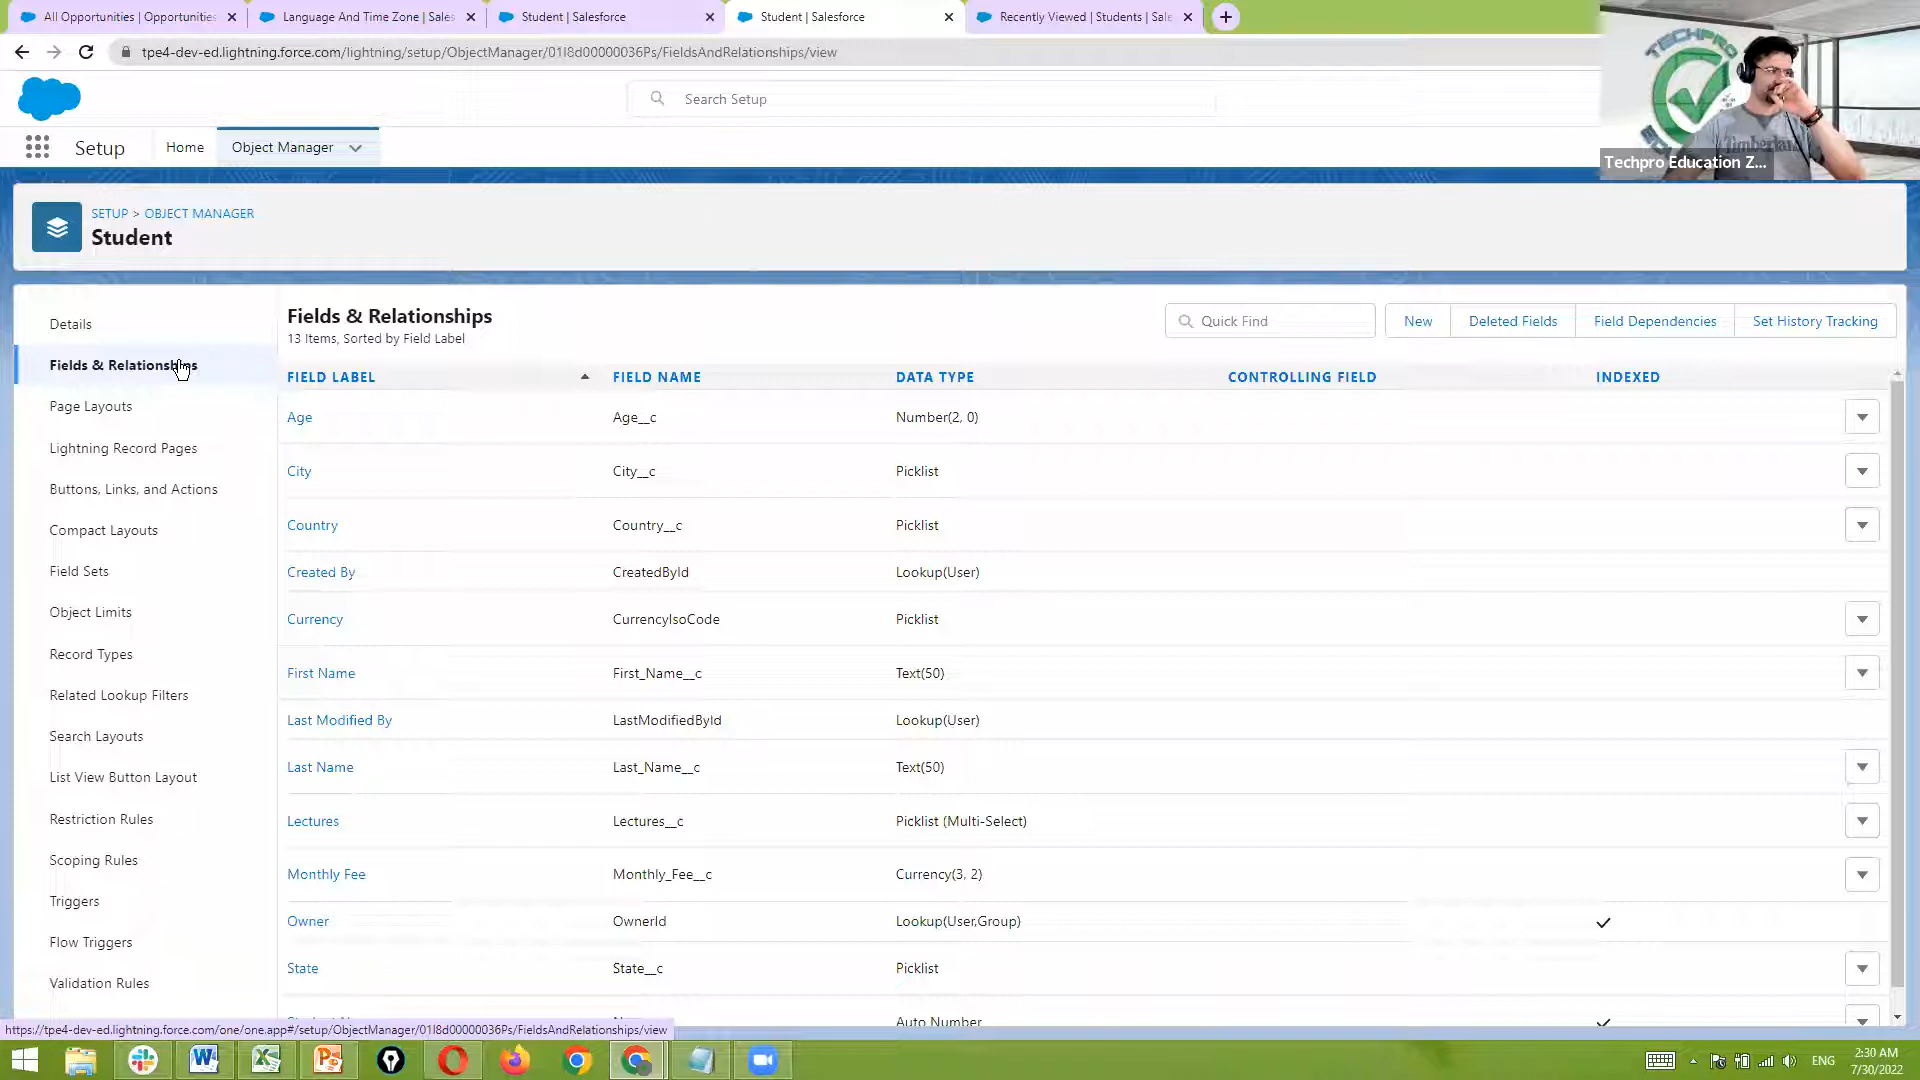 All Opportunities | Opportunities
Language And Time Zone | Sales
Student | Salesforce
Student | Salesforce
Recently Viewed | Students | Sale
tpe4-dev-ed.lightning.force.com/lightning/setup/ObjectManager/01I8d00000036Ps/FieldsAndRelationships/view
Search Setup
TECHPRO
Timberland
Techpro Education Z...
Setup
Home
Object Manager
SETUP > OBJECT MANAGER
Student
Details
Fields & Relationships
Page Layouts
Lightning Record Pages
Buttons, Links, and Actions
Compact Layouts
Field Sets
Object Limits
Record Types
Related Lookup Filters
Search Layouts
List View Button Layout
Restriction Rules
Scoping Rules
Triggers
Flow Triggers
Validation Rules
Fields & Relationships
13 Items, Sorted by Field Label
Quick Find
New
Deleted Fields
Field Dependencies
Set History Tracking
FIELD LABEL FIELD NAME DATA TYPE CONTROLLING FIELD INDEXED
Age Age__c Number(2, 0)
City City__c Picklist
Country Country__c Picklist
Created By CreatedById Lookup(User)
Currency CurrencyIsoCode Picklist
First Name First_Name__c Text(50)
Last Modified By LastModifiedById Lookup(User)
Last Name Last_Name__c Text(50)
Lectures Lectures__c Picklist (Multi-Select)
Monthly Fee Monthly_Fee__c Currency(3, 2)
Owner OwnerId Lookup(User,Group)
State State__c Picklist
Auto Number
https://tpe4-dev-ed.lightning.force.com/one/one.app#/setup/ObjectManager/01I8d00000036Ps/FieldsAndRelationships/view
ENG
2:30 AM
7/30/2022